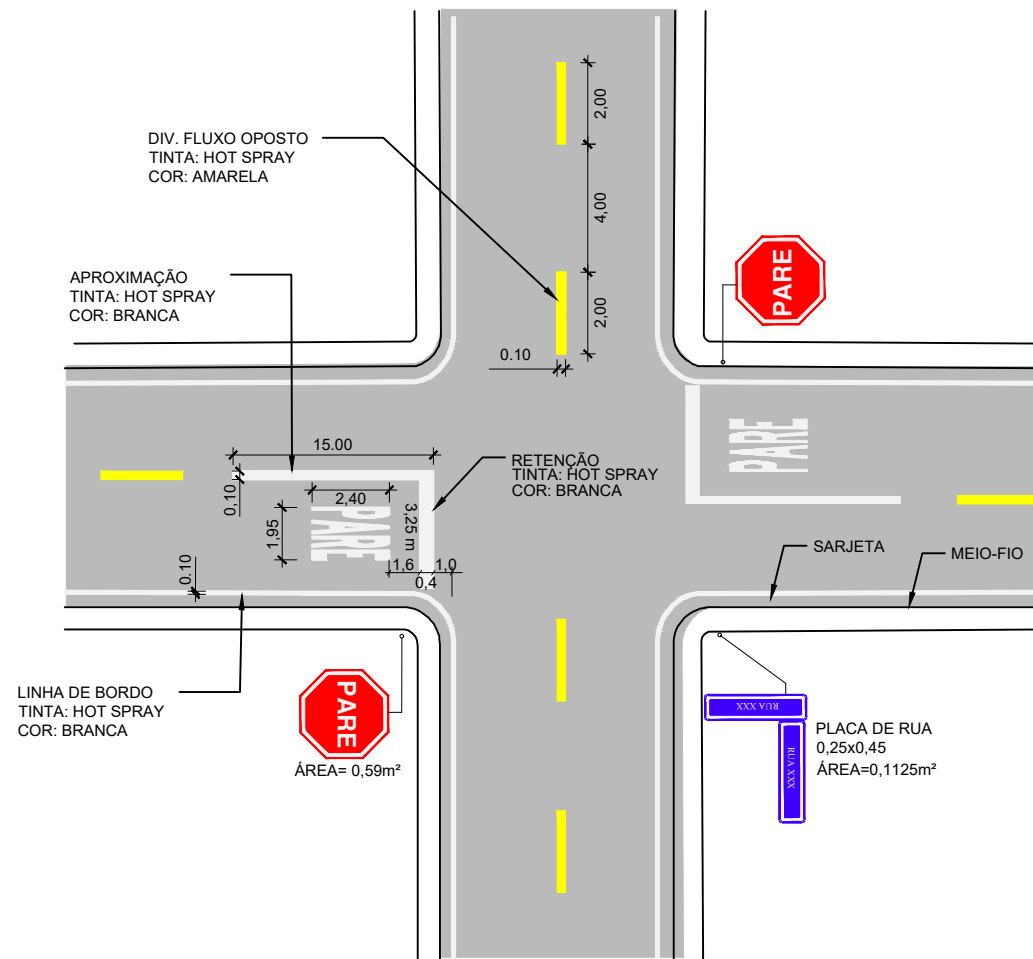 DIV. FLUXO OPOSTO
TINTA: HOT SPRAY
COR: AMARELA
2,00
4,00
2,00
0.10
PARE
APROXIMAÇÃO
TINTA: HOT SPRAY
COR: BRANCA
15.00
0,10
2,40
1,95
PARE
3,25 m
1,6
0,4
1,0
RETENÇÃO
TINTA: HOT SPRAY
COR: BRANCA
PARE
SARJETA
MEIO-FIO
0.10
LINHA DE BORDO
TINTA: HOT SPRAY
COR: BRANCA
PARE
ÁREA= 0,59m²
RUA XXX
RUA XXX
PLACA DE RUA
0,25x0,45
ÁREA=0,1125m²